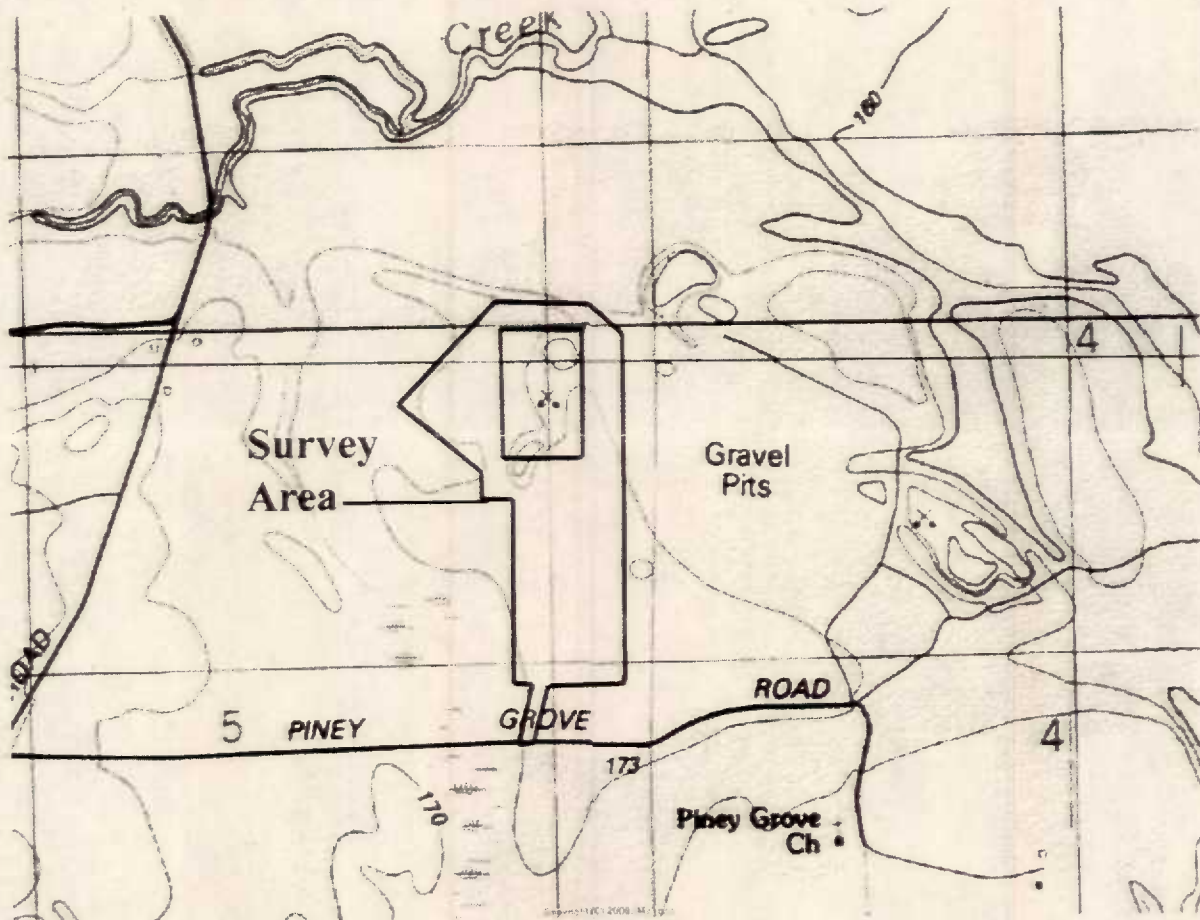 Creek
180
4
Survey
Area
Gravel
Pits
ROAD
ROAD
5
PINEY
GROVE
4
173
170
Piney Grove
Ch